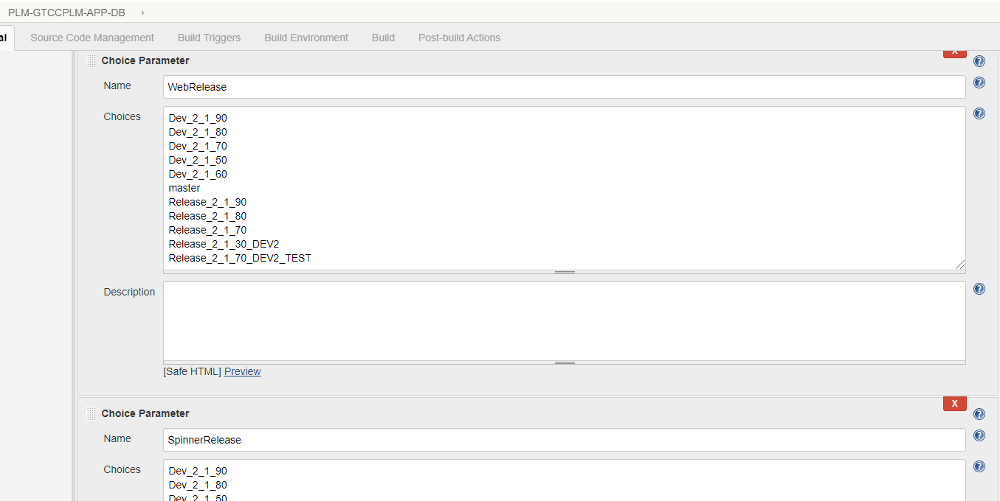 PLM-GTCCPLM-APP-DB
al Source Code Management Build Triggers Build Environment Build Post-build Actions
Choice Parameter X
Name WebRelease
Choices Dev_2_1_90
Dev_2_1_80
Dev_2_1_70
Dev_2_1_50
Dev_2_1_60
master
Release_2_1_90
Release_2_1_80
Release_2_1_70
Release_2_1_30_DEV2
Release_2_1_70_DEV2_TEST
Description
[Safe HTML] Preview
Choice Parameter X
Name SpinnerRelease
Choices Dev_2_1_90
Dev_2_1_80
Dev_2_1_50